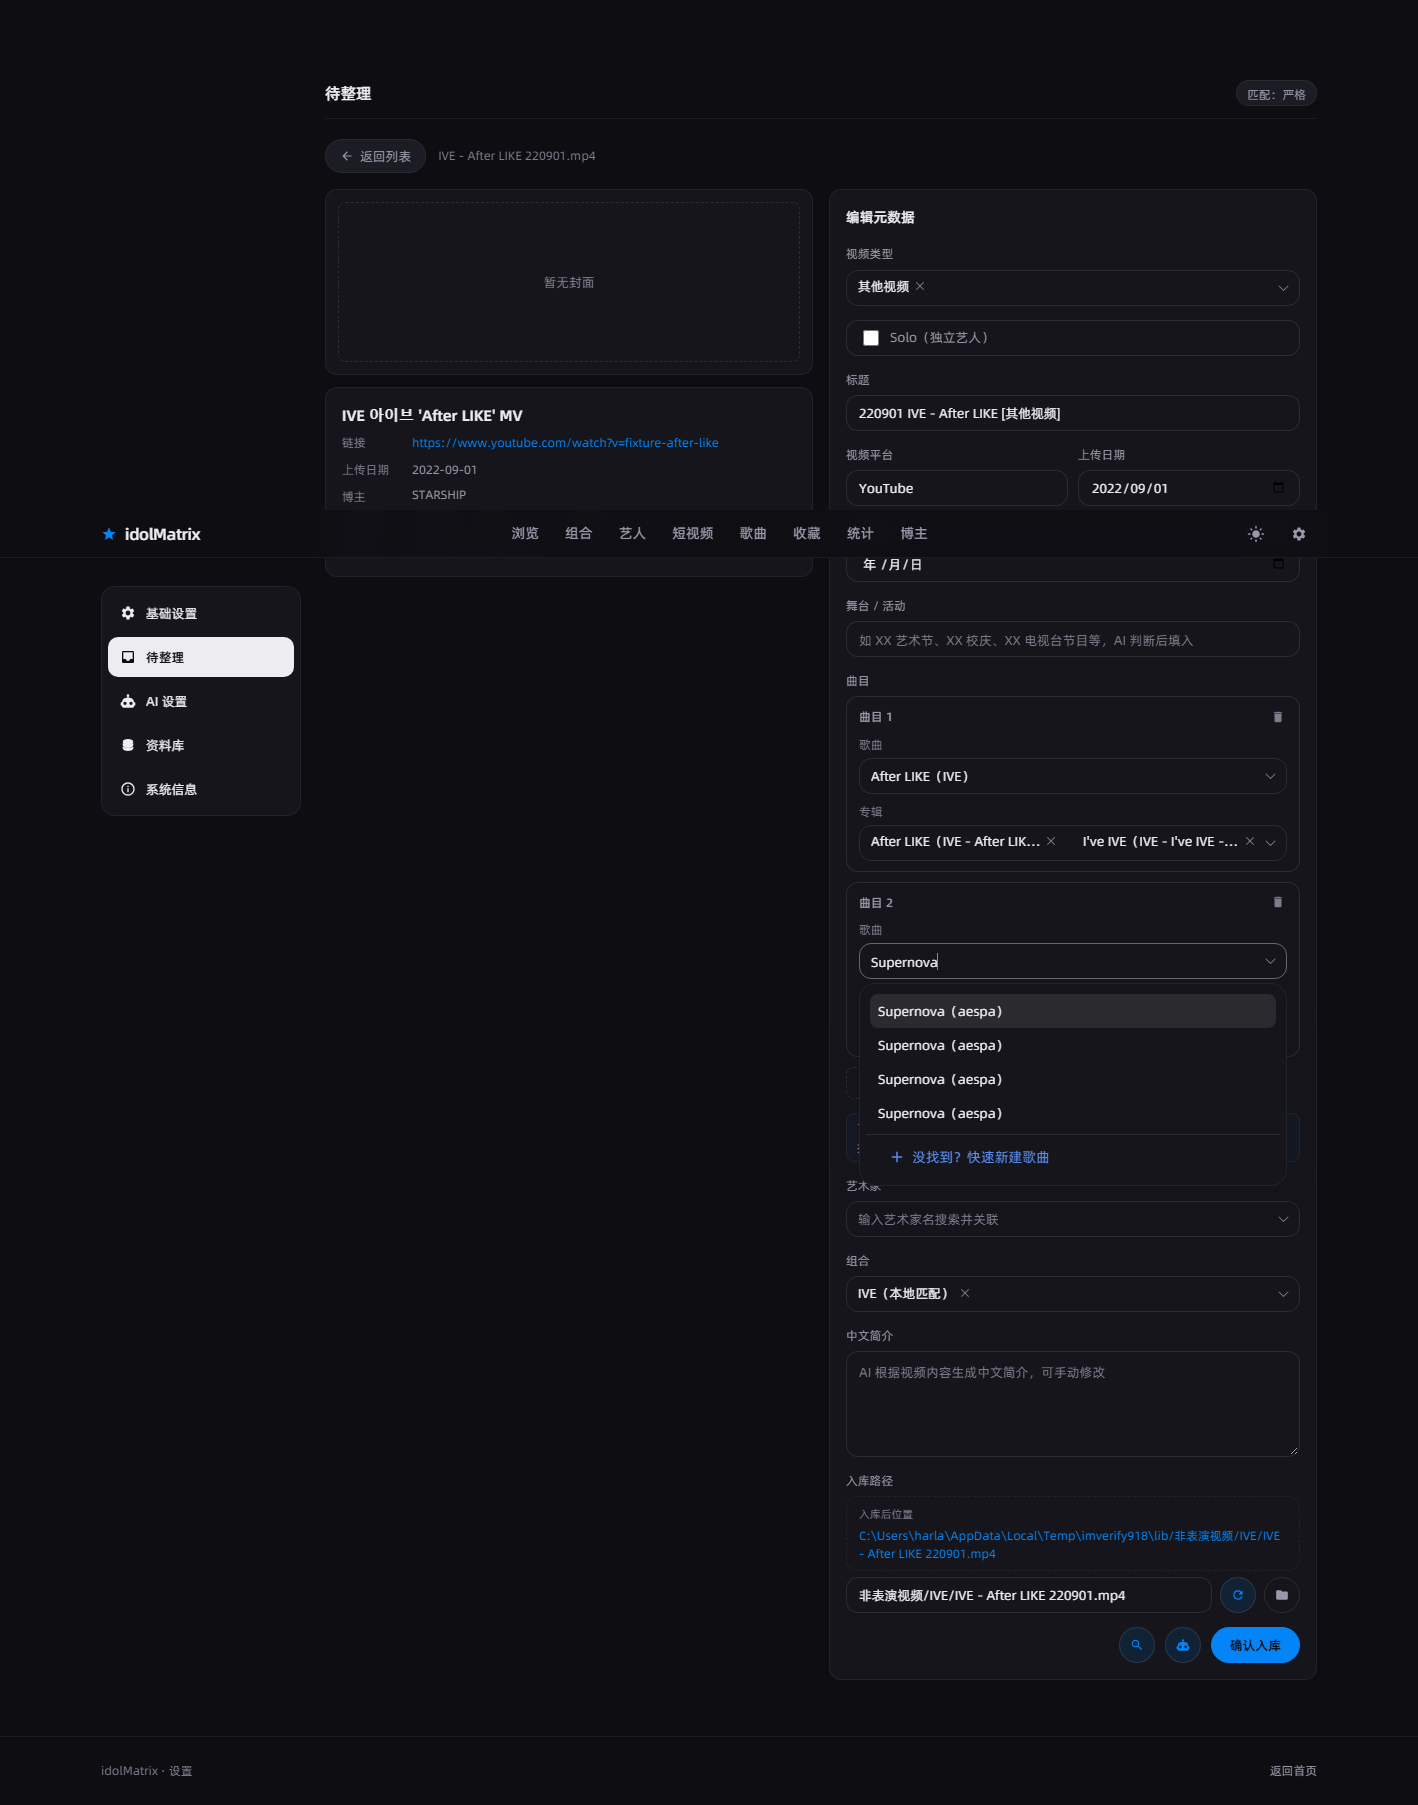 待整理
匹配：严格
返回列表
IVE - After LIKE 220901.mp4
暂无封面
IVE 아이브 'After LIKE' MV
链接
https://www.youtube.com/watch?v=fixture-after-like
上传日期
2022-09-01
博主
STARSHIP
编辑元数据
视频类型
其他视频
Solo（独立艺人）
标题
220901 IVE - After LIKE [其他视频]
视频平台
上传日期
YouTube
2022/09/01
idolMatrix
浏览
组合
艺人
短视频
歌曲
收藏
统计
博主
年 /月/日
基础设置
待整理
AI 设置
资料库
系统信息
舞台 / 活动
如 XX 艺术节、XX 校庆、XX 电视台节目等，AI 判断后填入
曲目
曲目 1
歌曲
After LIKE（IVE）
专辑
After LIKE（IVE - After LIK...
I've IVE（IVE - I've IVE -...
曲目 2
歌曲
Supernova
Supernova（aespa）
Supernova（aespa）
Supernova（aespa）
Supernova（aespa）
没找到？快速新建歌曲
艺术家
输入艺术家名搜索并关联
组合
IVE（本地匹配）
中文简介
AI 根据视频内容生成中文简介，可手动修改
入库路径
入库后位置
C:\Users\harla\AppData\Local\Temp\imverify918\lib/非表演视频/IVE/IVE
- After LIKE 220901.mp4
非表演视频/IVE/IVE - After LIKE 220901.mp4
确认入库
idolMatrix · 设置
返回首页